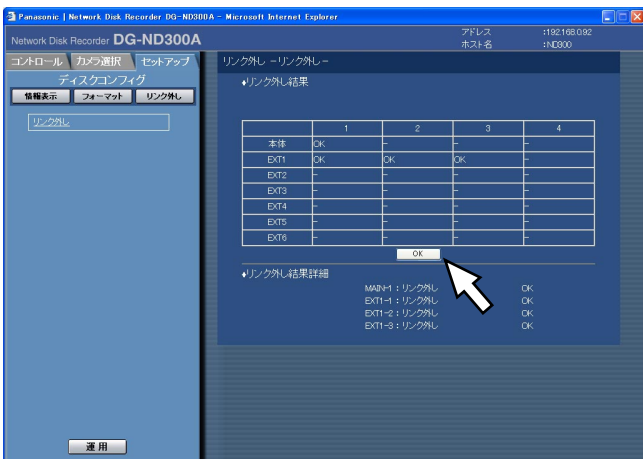 Panasonic | Network Disk Recorder DG-ND300A - Microsoft Internet Explorer
Network Disk Recorder DG-ND300A
アドレス :192.168.0.92
ホスト名 :ND300
コントロール カメラ選択 セットアップ
ディスクコンフィグ
情報表示 フォーマット リンク外し
リンク外し
運用
リンク外し －リンク外し－
♦リンク外し結果
1 2 3 4
本体 OK - - -
EXT1 OK OK OK -
EXT2 - - - -
EXT3 - - - -
EXT4 - - - -
EXT5 - - - -
EXT6 - - - -
OK
♦リンク外し結果詳細
MAIN-1：リンク外し OK
EXT1-1：リンク外し OK
EXT1-2：リンク外し OK
EXT1-3：リンク外し OK